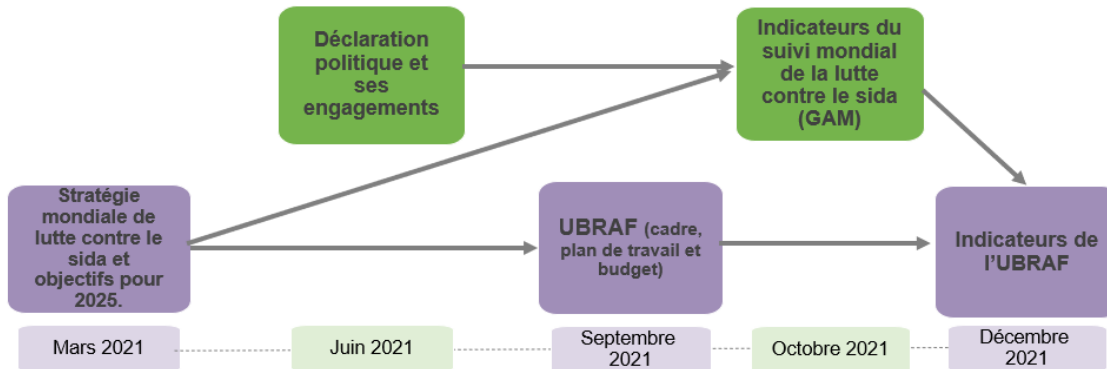 Déclaration
politique et
ses
engagements
Indicateurs du
suivi mondial
de la lutte
contre le sida
(GAM)
Stratégie
mondiale de
lutte contre le
sida et
objectifs pour
2025.
UBRAF (cadre,
plan de travail et
budget)
Indicateurs de
l’UBRAF
Mars 2021
Juin 2021
Septembre
2021
Octobre 2021
Décembre
2021